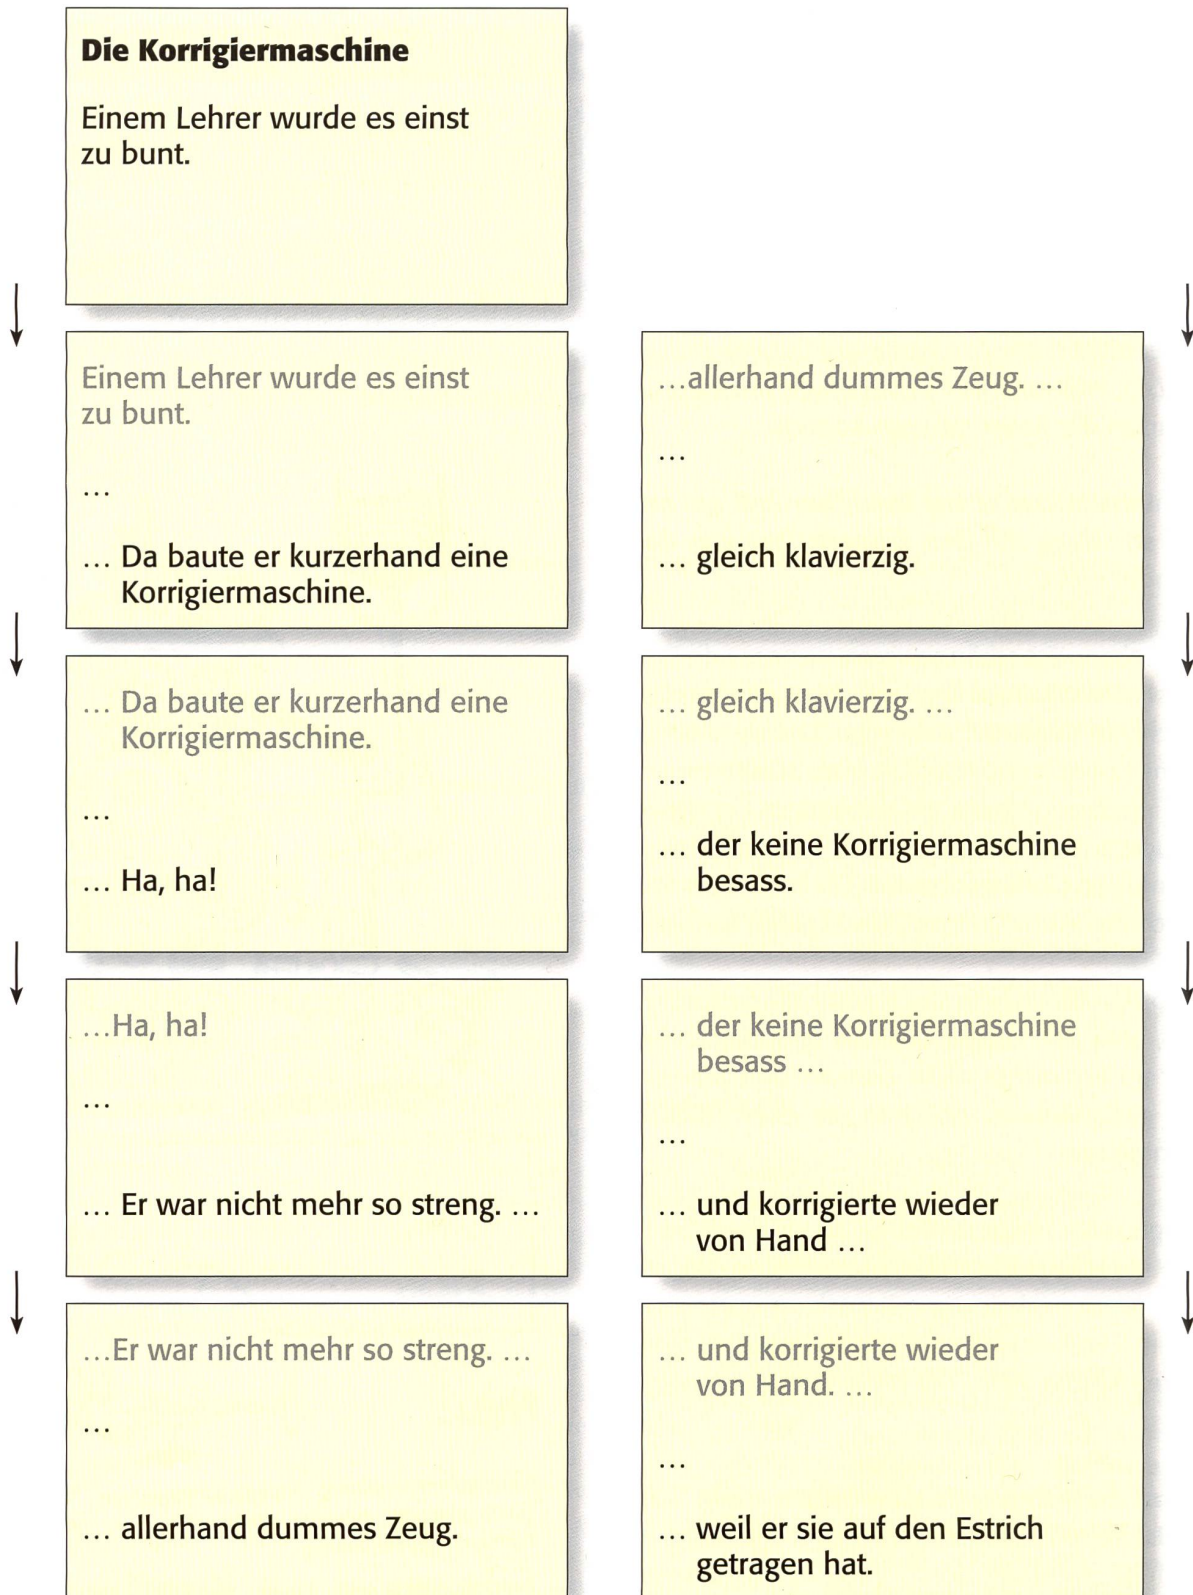 Die Korrigiermaschine
Einem Lehrer wurde es einst
zu bunt.
Einem Lehrer wurde es einst
zu bunt.
…
… Da baute er kurzerhand eine
Korrigiermaschine.
… Da baute er kurzerhand eine
Korrigiermaschine.
…
… Ha, ha!
…Ha, ha!
…
… Er war nicht mehr so streng. …
…Er war nicht mehr so streng. …
…
… allerhand dummes Zeug.
…allerhand dummes Zeug. …
…
… gleich klavierzig.
… gleich klavierzig. …
…
… der keine Korrigiermaschine
besass.
… der keine Korrigiermaschine
besass …
…
… und korrigierte wieder
von Hand …
… und korrigierte wieder
von Hand. …
…
… weil er sie auf den Estrich
getragen hat.